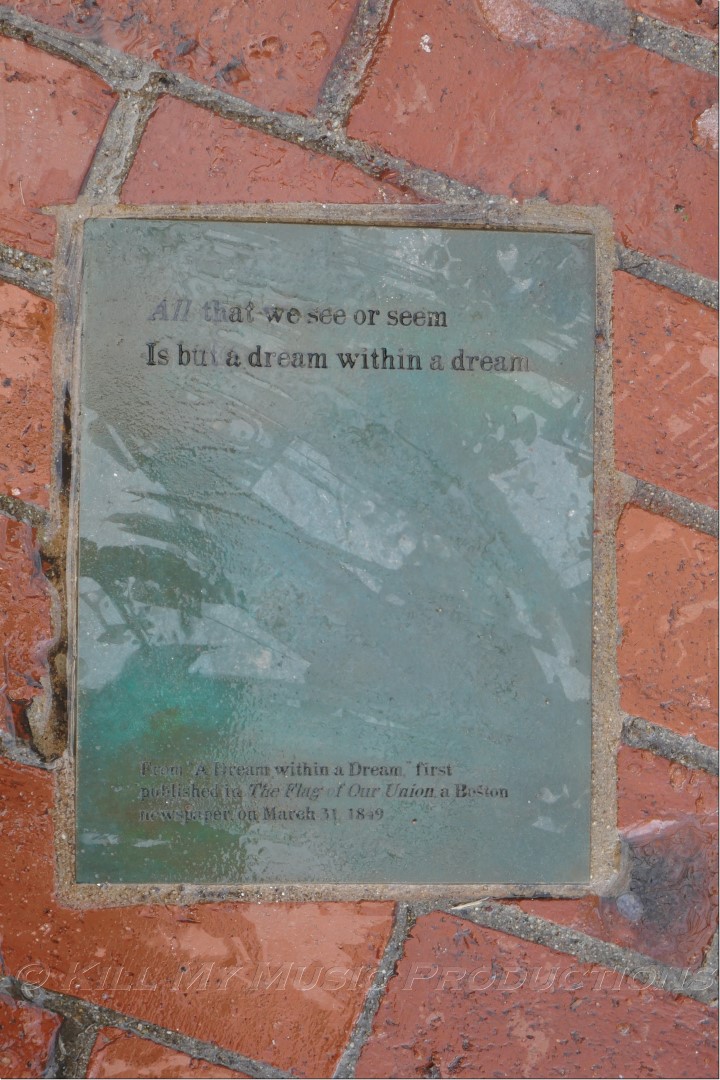 All that we see or seem
Is but a dream within a dream
From "A Dream within a Dream," first
published in The Flag of Our Union, a Boston
newspaper, on March 31, 1849
© Kill My Music Productions